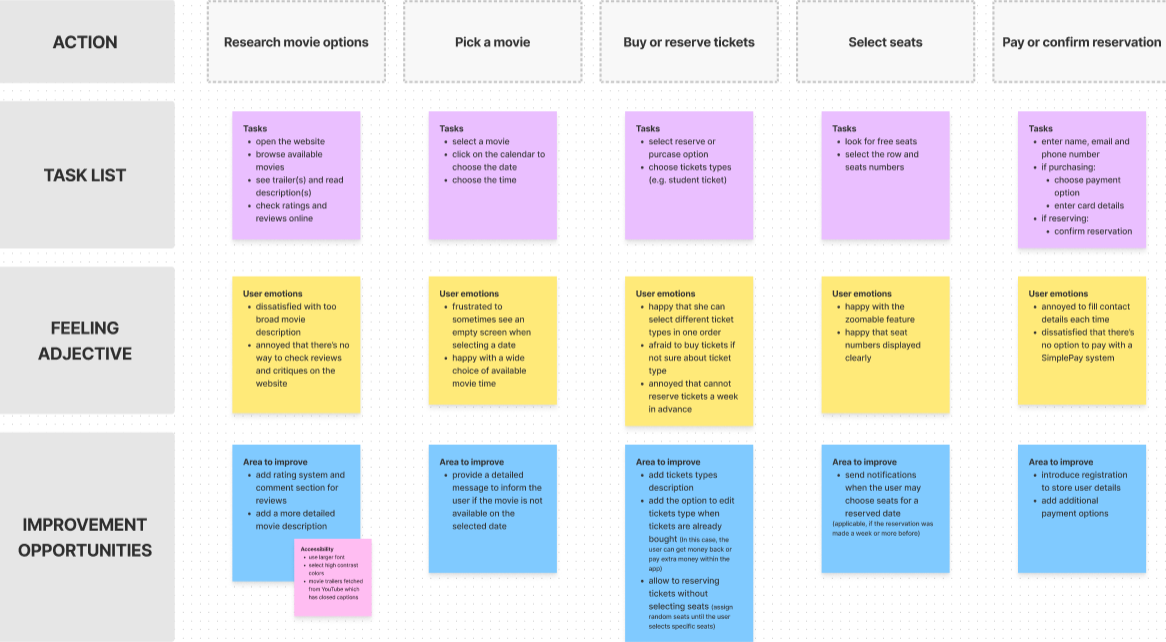 ACTION
Research movie options
Pick a movie
Buy or reserve tickets
Select seats
Pay or confirm reservation
TASK LIST
Tasks
• open the website
• browse available
movies
• see trailer(s) and read
description(s)
• check ratings and
reviews online
Tasks
• select a movie
• click on the calendar to
choose the date
• choose the time
Tasks
• select reserve or
purcase option
• choose tickets types
(e.g. student ticket)
Tasks
• look for free seats
• select the row and
seats numbers
Tasks
• enter name, email and
phone number
• if purchasing:
• choose payment
option
• enter card details
• if reserving:
• confirm reservation
FEELING
ADJECTIVE
User emotions
• dissatisfied with too
broad movie
description
• annoyed that there's no
way to check reviews
and critiques on the
website
User emotions
• frustrated to
sometimes see an
empty screen when
selecting a date
• happy with a wide
choice of available
movie time
User emotions
• happy that she can
select different ticket
types in one order
• afraid to buy tickets if
not sure about ticket
type
• annoyed that cannot
reserve tickets a week
in advance
User emotions
• happy with the
zoomable feature
• happy that seat
numbers displayed
clearly
User emotions
• annoyed to fill contact
details each time
• dissatisfied that there's
no option to pay with a
SimplePay system
IMPROVEMENT
OPPORTUNITIES
Area to improve
• add rating system and
comment section for
reviews
• add a more detailed
movie description
Accessibility
• use larger font
• select high contrast
colors
• movie trailers fetched
from YouTube which
has closed captions
Area to improve
• provide a detailed
message to inform the
user if the movie is not
available on the
selected date
Area to improve
• add tickets types
description
• add the option to edit
tickets type when
tickets are already
bought (in this case, the
user can get money back or
pay extra money within the
app)
• allow to reserving
tickets without
selecting seats (assign
random seats until the user
selects specific seats)
Area to improve
• send notifications
when the user may
choose seats for a
reserved date
(applicable, if the reservation was
made a week or more before)
Area to improve
• introduce registration
to store user details
• add additional
payment options